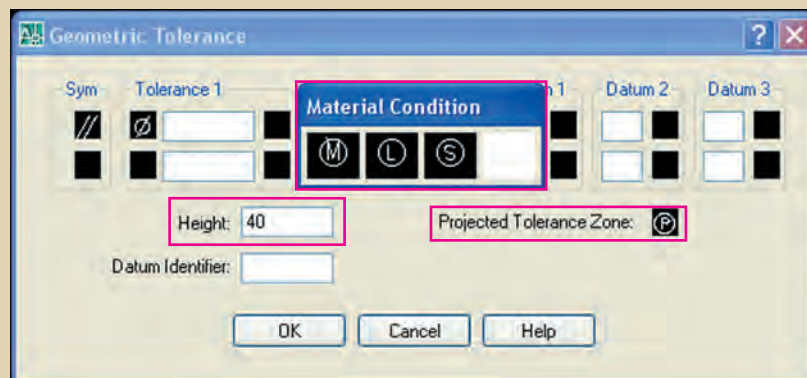 Geometric Tolerance
Sym Tolerance 1 1 Datum 2 Datum 3
Material Condition
// Ø
Ⓜ Ⓛ Ⓢ
Height: 40 Projected Tolerance Zone: Ⓟ
Datum Identifier:
OK Cancel Help